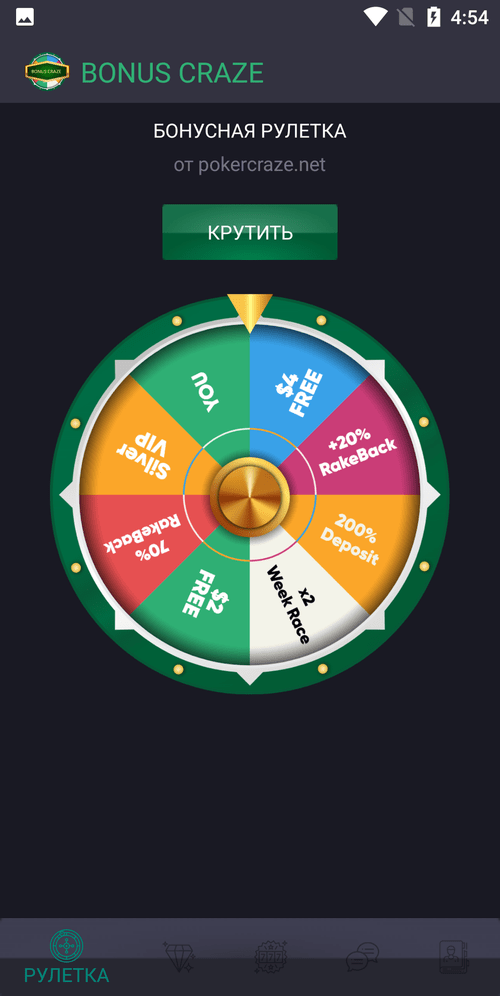 4:54
BONUS CRAZE
BONUS CRAZE
БОНУСНАЯ РУЛЕТКА
от pokercraze.net
КРУТИТЬ
YOU
$4
FREE
+20%
RakeBack
200%
Deposit
x2
Week Race
$2
FREE
70%
RakeBack
Silver
VIP
РУЛЕТКА